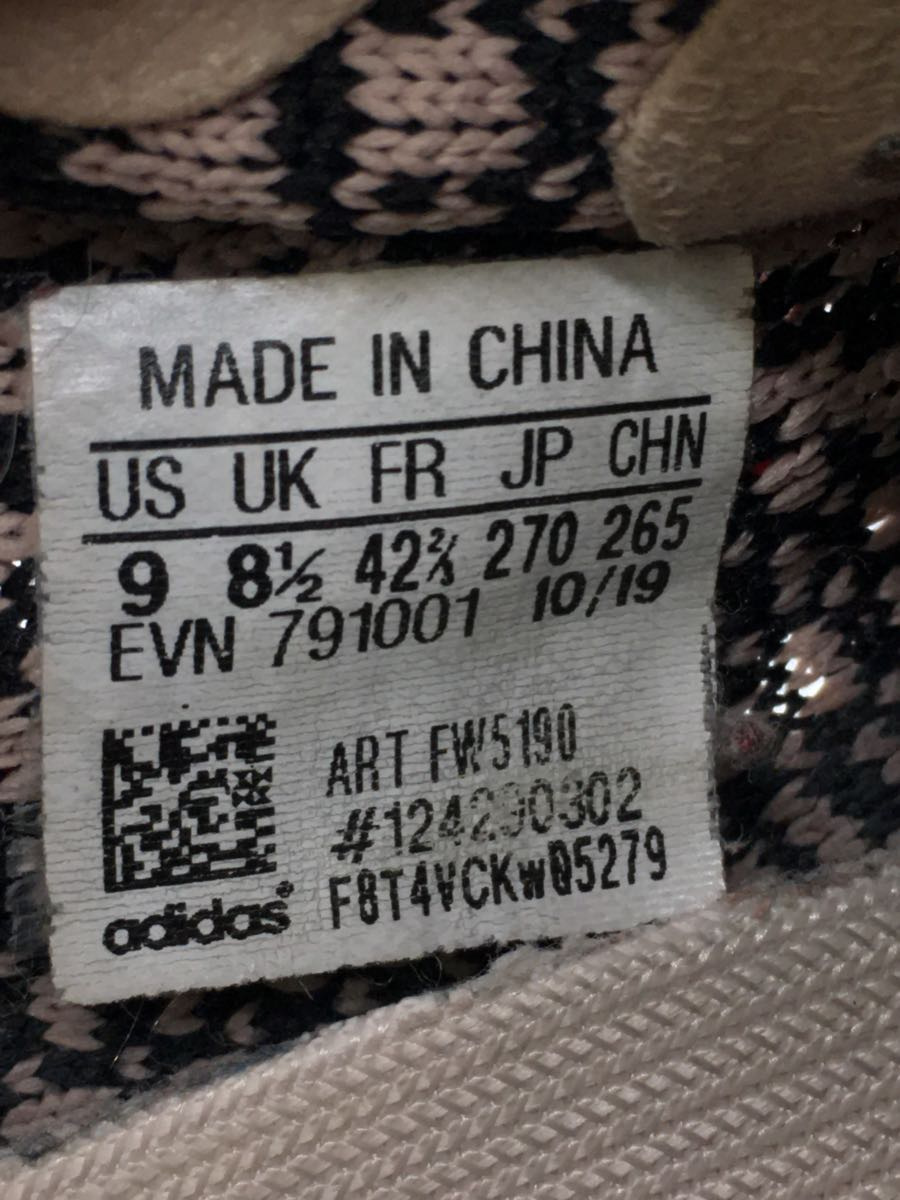 MADE IN CHINA
US UK FR JP CHN
9 8½ 42⅔ 270 265
EVN 791001 10/19
ART FW5190
#124290302
F8T4VCKW05279
adidas®